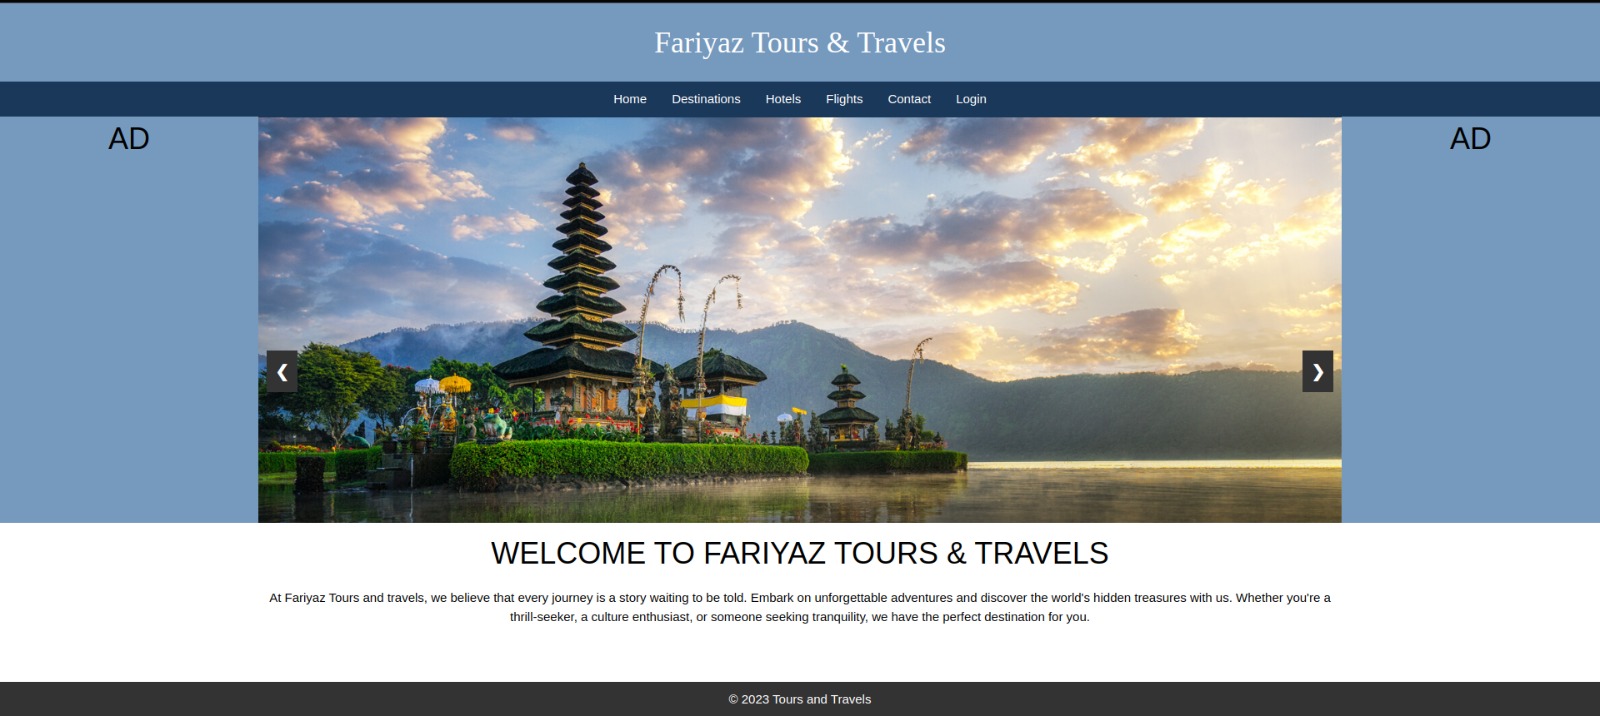 Fariyaz Tours & Travels
Home Destinations Hotels Flights Contact Login
AD
AD
❮
❯
WELCOME TO FARIYAZ TOURS & TRAVELS
At Fariyaz Tours and travels, we believe that every journey is a story waiting to be told. Embark on unforgettable adventures and discover the world's hidden treasures with us. Whether you're a
thrill-seeker, a culture enthusiast, or someone seeking tranquility, we have the perfect destination for you.
© 2023 Tours and Travels